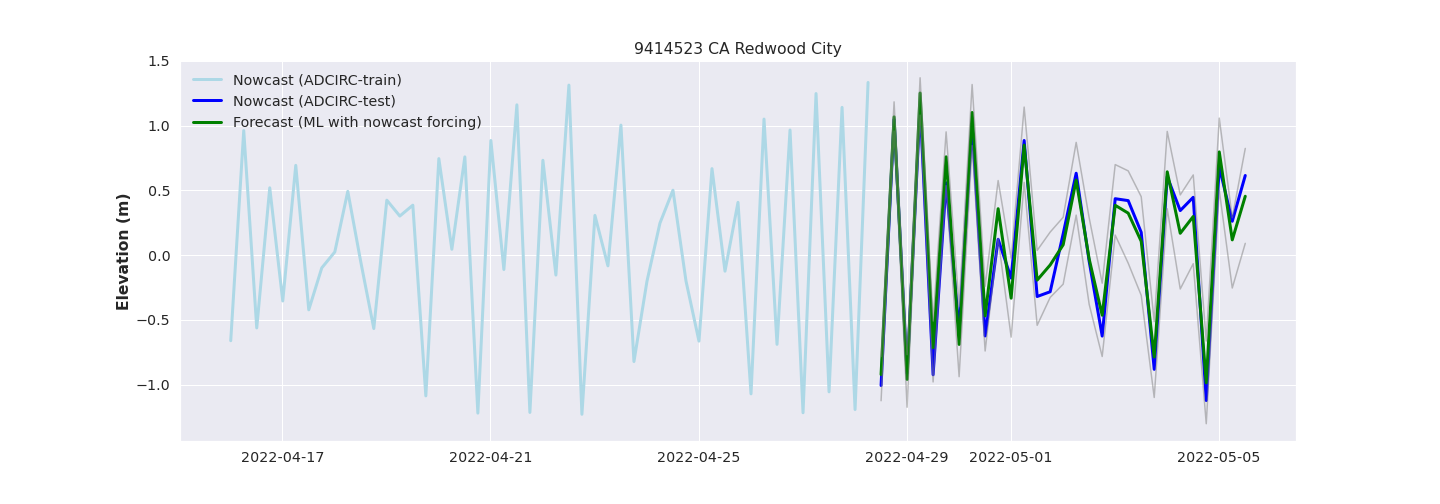 9414523 CA Redwood City
Nowcast (ADCIRC-train)
Nowcast (ADCIRC-test)
Forecast (ML with nowcast forcing)
Elevation (m)
1.5
1.0
0.5
0.0
−0.5
−1.0
2022-04-17
2022-04-21
2022-04-25
2022-04-29
2022-05-01
2022-05-05